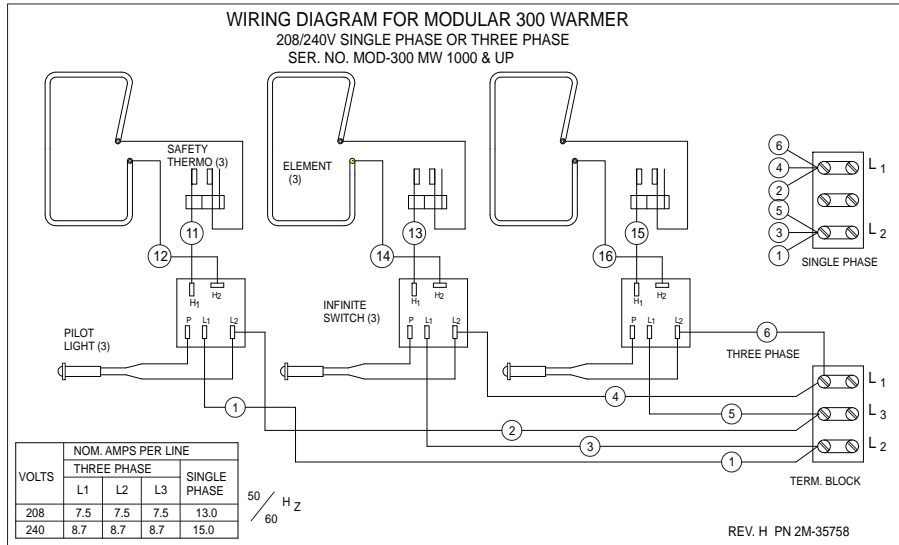 WIRING DIAGRAM FOR MODULAR 300 WARMER
208/240V SINGLE PHASE OR THREE PHASE
SER. NO. MOD-300 MW 1000 & UP
SAFETY
THERMO (3)
ELEMENT
(3)
11
12
13
14
15
16
H1
H2
P
L1
L2
H1
H2
P
L1
L2
H1
H2
P
L1
L2
INFINITE
SWITCH (3)
PILOT
LIGHT (3)
6
4
2
5
3
1
L1
L2
SINGLE PHASE
6
THREE PHASE
4
5
1
2
3
1
L1
L3
L2
TERM. BLOCK
VOLTS
NOM. AMPS PER LINE
THREE PHASE
SINGLE
PHASE
L1 L2 L3
208 7.5 7.5 7.5 13.0
240 8.7 8.7 8.7 15.0
50/60 HZ
REV. H PN 2M-35758